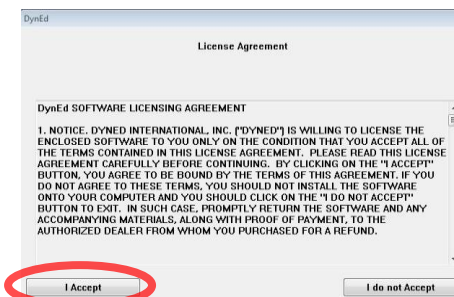 DynEd
License Agreement
DynEd SOFTWARE LICENSING AGREEMENT
1. NOTICE. DYNED INTERNATIONAL, INC. ("DYNED") IS WILLING TO LICENSE THE
ENCLOSED SOFTWARE TO YOU ONLY ON THE CONDITION THAT YOU ACCEPT ALL OF
THE TERMS CONTAINED IN THIS LICENSE AGREEMENT.  PLEASE READ THIS LICENSE
AGREEMENT CAREFULLY BEFORE CONTINUING.  BY CLICKING ON THE "I ACCEPT"
BUTTON, YOU AGREE TO BE BOUND BY THE TERMS OF THIS AGREEMENT. IF YOU
DO NOT AGREE TO THESE TERMS, YOU SHOULD NOT INSTALL THE SOFTWARE
ONTO YOUR COMPUTER AND YOU SHOULD CLICK ON THE "I DO NOT ACCEPT"
BUTTON TO EXIT.  IN SUCH CASE, PROMPTLY RETURN THE SOFTWARE AND ANY
ACCOMPANYING MATERIALS, ALONG WITH PROOF OF PAYMENT, TO THE
AUTHORIZED DEALER FROM WHOM YOU PURCHASED FOR A REFUND.
I Accept
I do not Accept